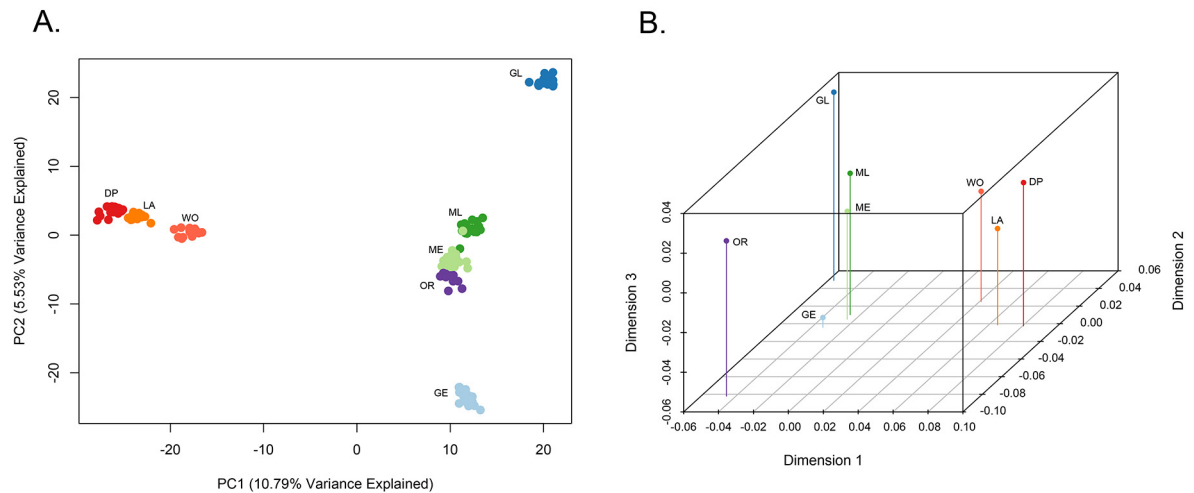 A.
B.
GL
DP
LA
WO
ML
ME
OR
GE
20
10
0
-10
-20
-20
-10
0
10
20
PC1 (10.79% Variance Explained)
PC2 (5.53% Variance Explained)
GL
ML
ME
WO
DP
LA
OR
GE
0.04
0.02
0.00
-0.02
-0.04
-0.06
Dimension 3
-0.06
-0.04
-0.02
0.00
0.02
0.04
0.06
0.08
0.10
Dimension 1
0.06
0.04
0.02
0.00
-0.02
-0.04
-0.06
-0.08
-0.10
Dimension 2